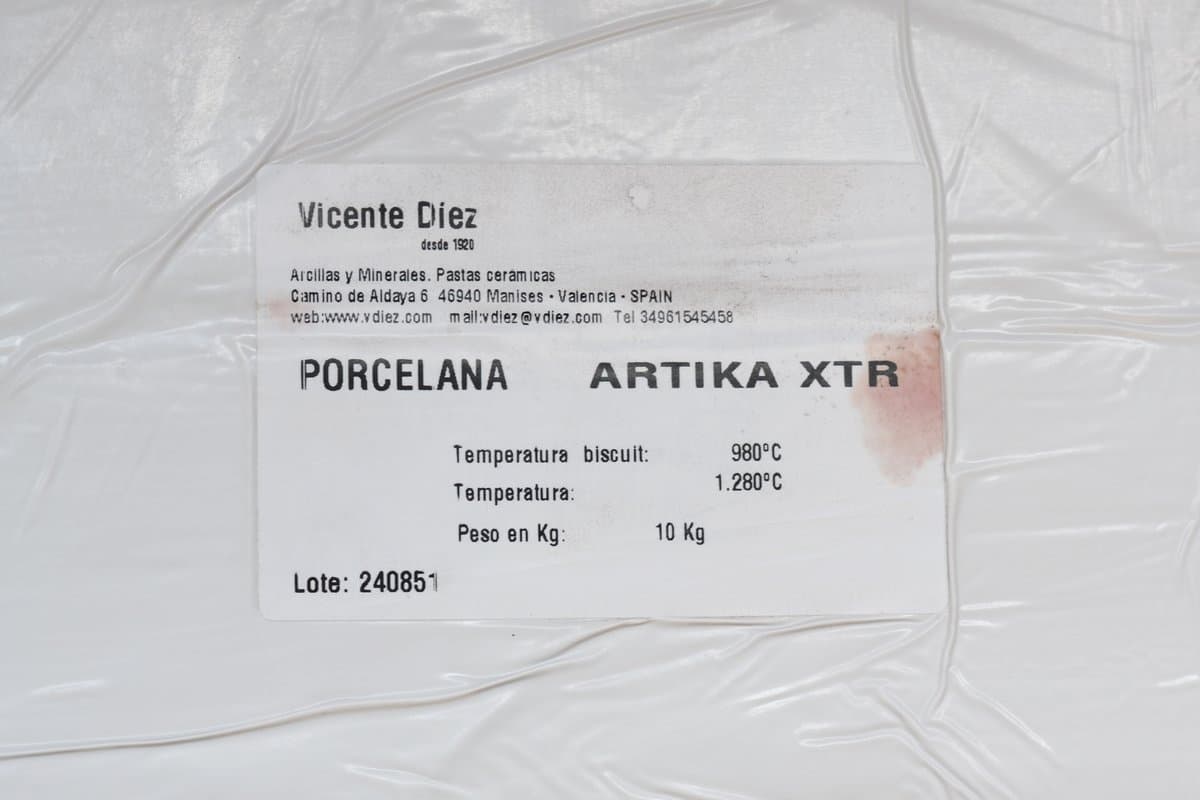 Vicente Díez
desde 1920
Arcillas y Minerales. Pastas cerámicas
Camino de Aldaya 6 46940 Manises - Valencia - SPAIN
web:www.vdiez.com mail:vdiez@vdiez.com Tel 34961545458
PORCELANA ARTIKA XTR
Temperatura biscuit: 980ºC
Temperatura: 1.280ºC
Peso en Kg: 10 Kg
Lote: 240851